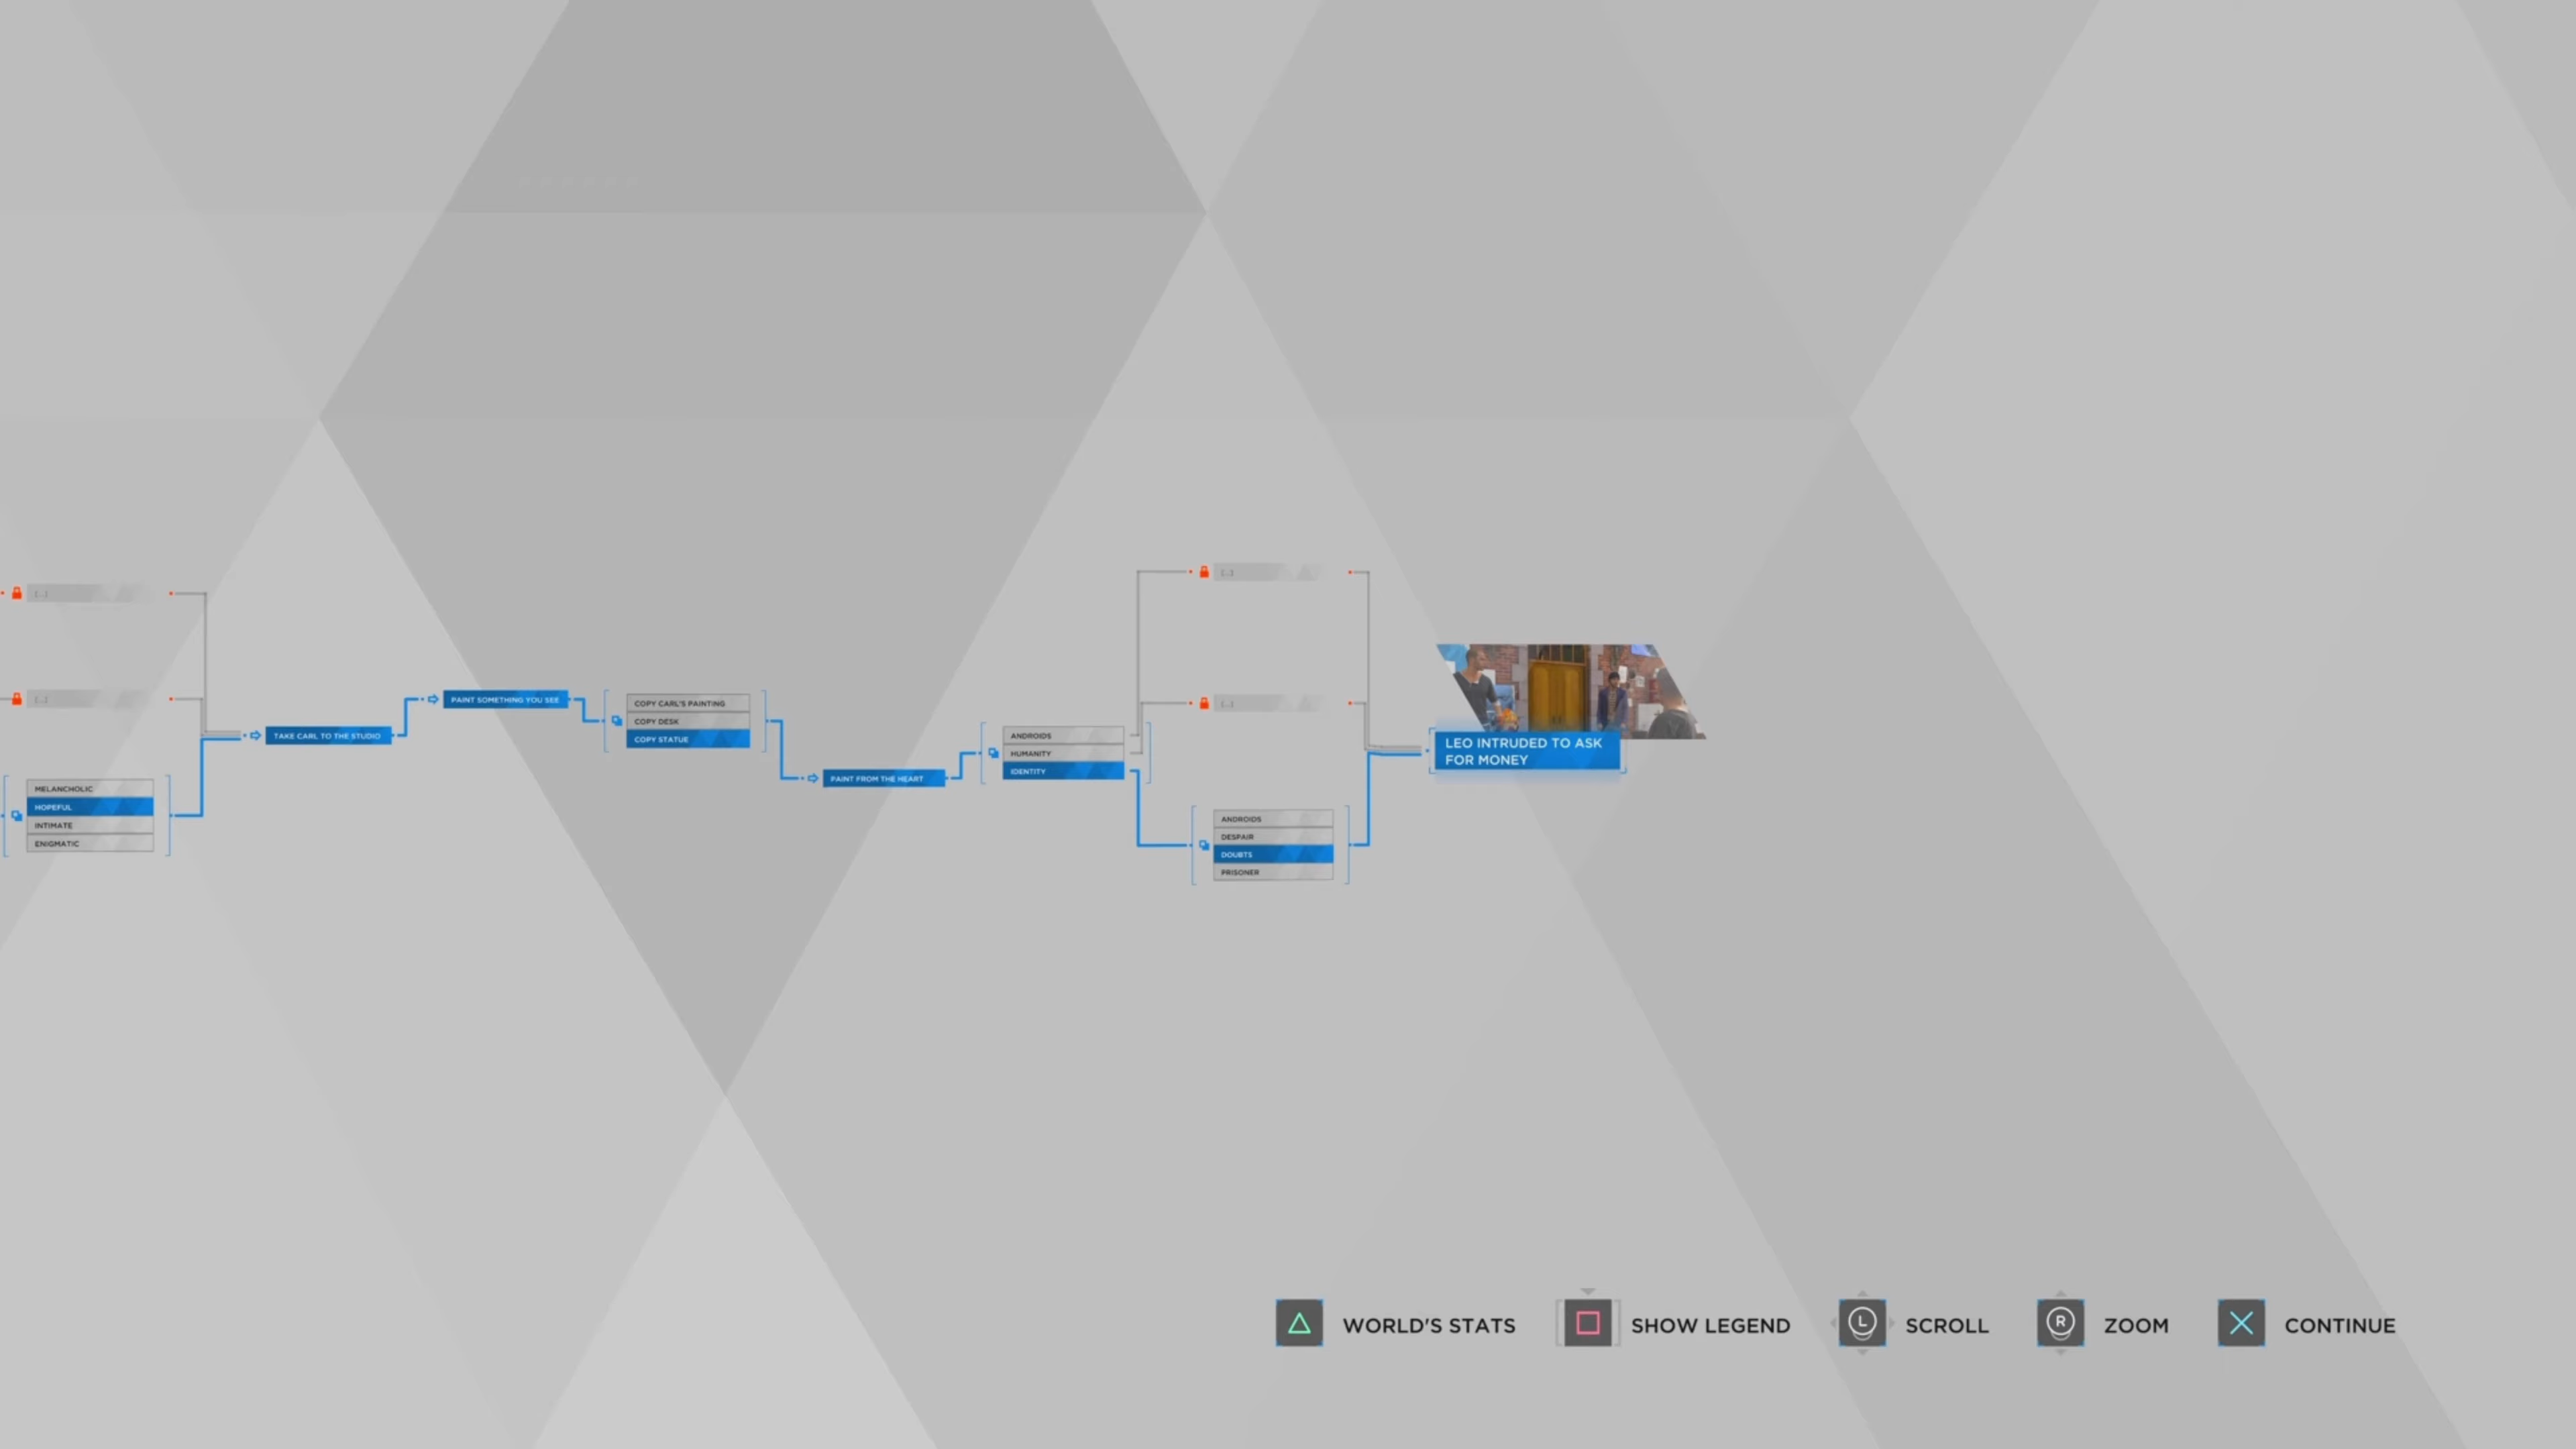 [...]
[...]
MELANCHOLIC
HOPEFUL
INTIMATE
ENIGMATIC
TAKE CARL TO THE STUDIO
PAINT SOMETHING YOU SEE
COPY CARL'S PAINTING
COPY DESK
COPY STATUE
PAINT FROM THE HEART
ANDROIDS
HUMANITY
IDENTITY
[...]
[...]
ANDROIDS
DESPAIR
DOUBTS
PRISONER
LEO INTRUDED TO ASK
FOR MONEY
WORLD'S STATS
SHOW LEGEND
L
SCROLL
R
ZOOM
CONTINUE